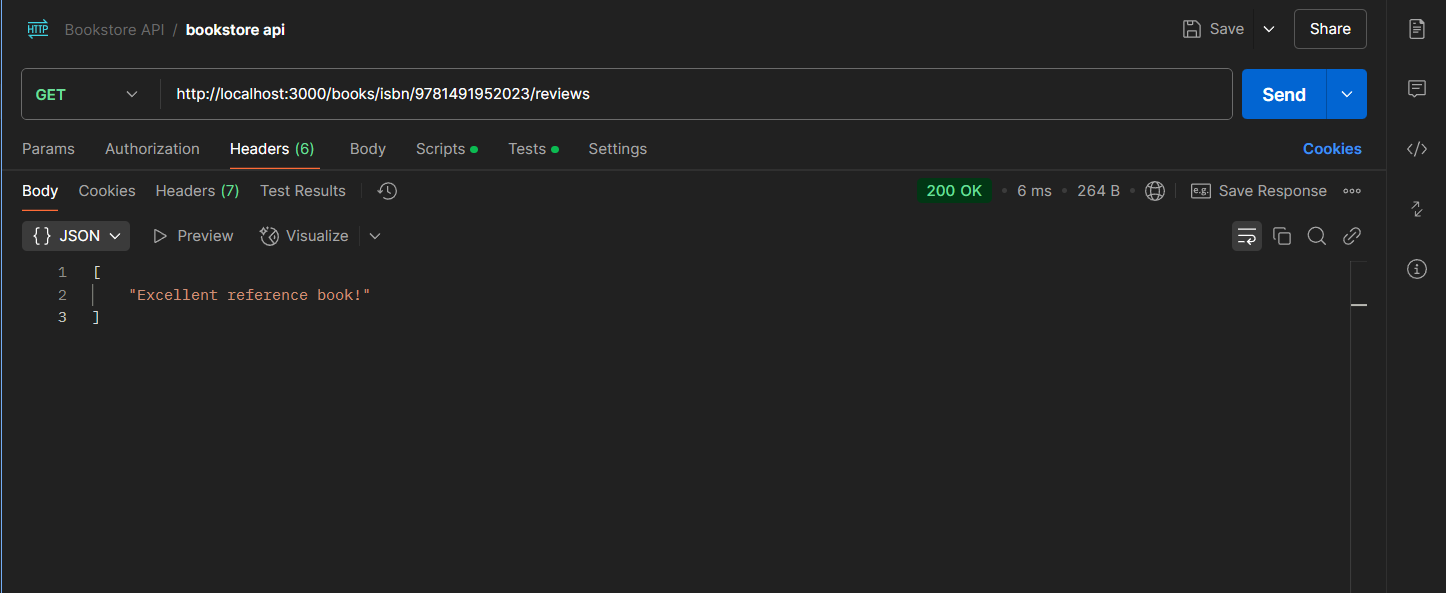 HTTP Bookstore API / bookstore api Save Share
GET http://localhost:3000/books/isbn/9781491952023/reviews Send
Params Authorization Headers (6) Body Scripts Tests Settings Cookies
Body Cookies Headers (7) Test Results 200 OK 6 ms 264 B e.g. Save Response
{} JSON Preview Visualize
1 [
2 "Excellent reference book!"
3 ]